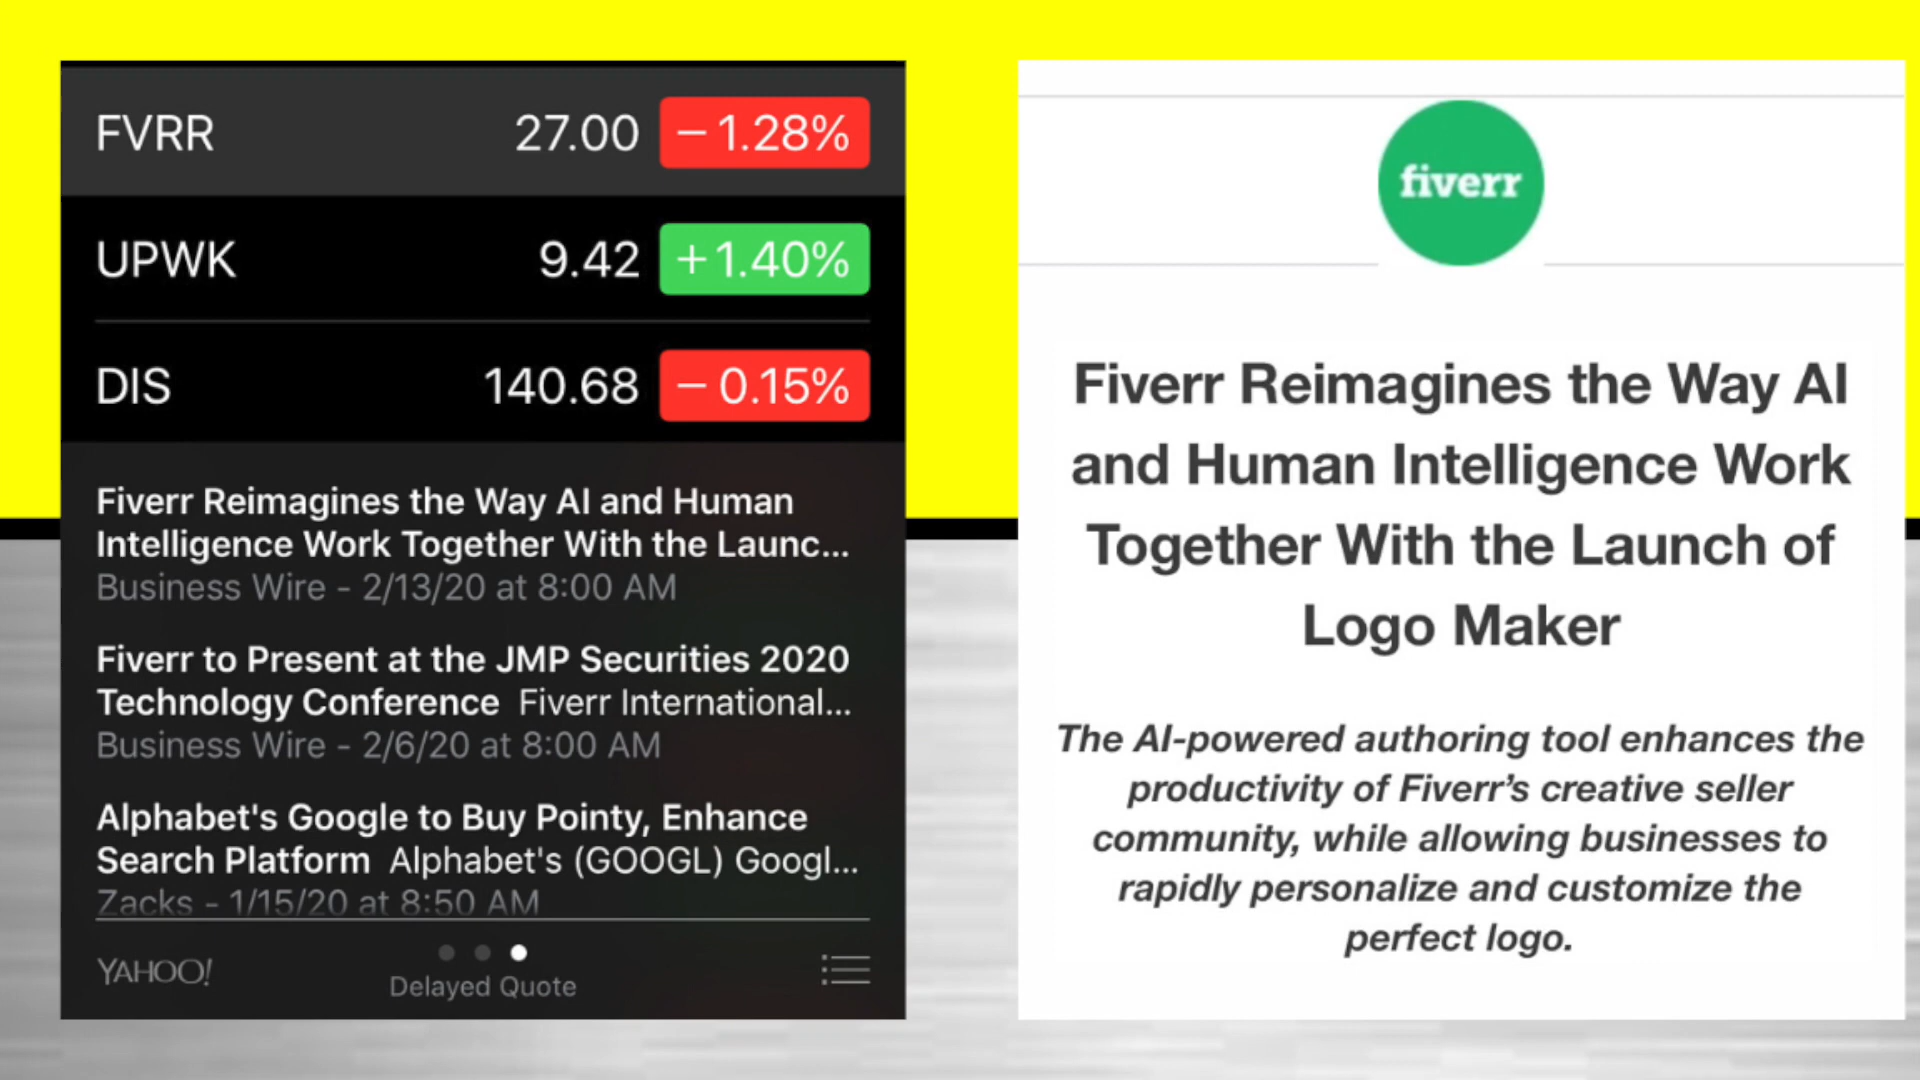 FVRR 27.00 −1.28%
UPWK 9.42 +1.40%
DIS 140.68 −0.15%
Fiverr Reimagines the Way AI and Human
Intelligence Work Together With the Launc...
Business Wire - 2/13/20 at 8:00 AM
Fiverr to Present at the JMP Securities 2020
Technology Conference Fiverr International...
Business Wire - 2/6/20 at 8:00 AM
Alphabet's Google to Buy Pointy, Enhance
Search Platform Alphabet's (GOOGL) Googl...
Zacks - 1/15/20 at 8:50 AM
YAHOO!
Delayed Quote
fiverr
Fiverr Reimagines the Way AI
and Human Intelligence Work
Together With the Launch of
Logo Maker
The AI-powered authoring tool enhances the
productivity of Fiverr’s creative seller
community, while allowing businesses to
rapidly personalize and customize the
perfect logo.